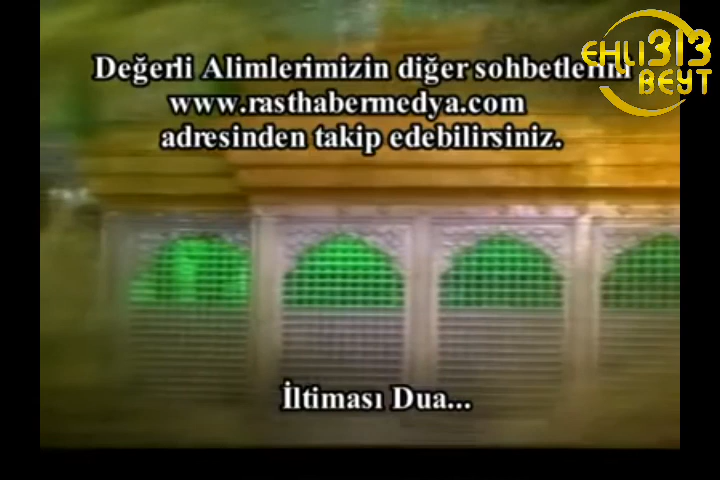 Değerli Alimlerimizin diğer sohbetlerini
www.rasthabermedya.com
adresinden takip edebilirsiniz.
EHLİ 313
BEYT
İltiması Dua...